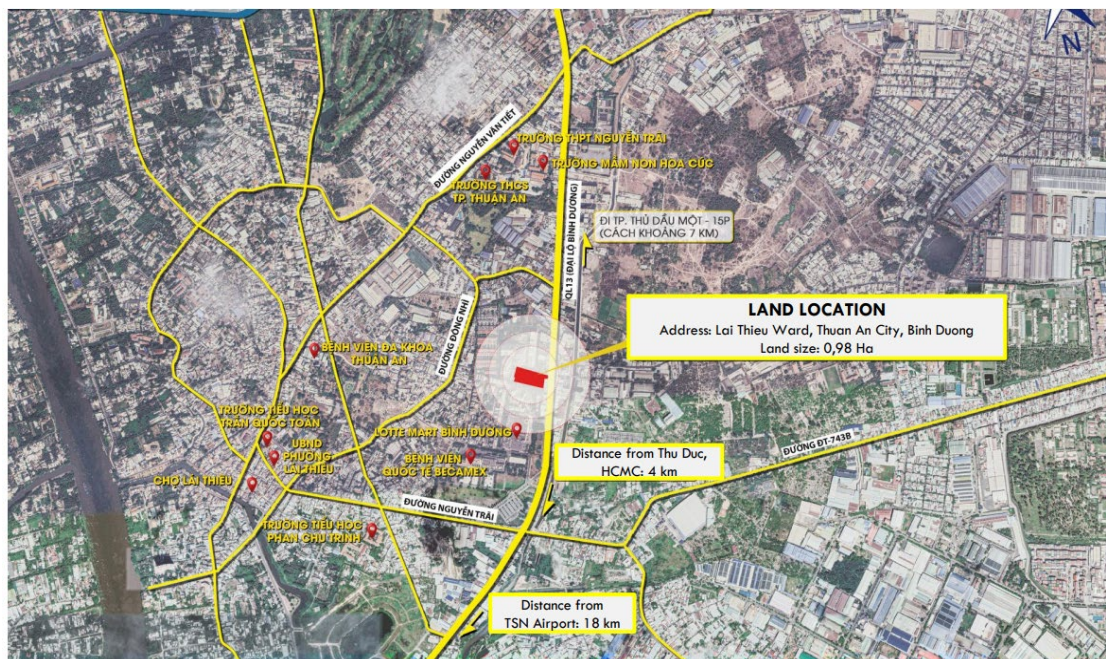 N
ĐƯỜNG NGUYỄN VĂN TIẾT
TRƯỜNG THPT NGUYỄN TRÃI
TRƯỜNG MẦM NON HOA CÚC
TRƯỜNG THCS
TP. THUẬN AN
QL13 (ĐẠI LỘ BÌNH DƯƠNG)
ĐI TP. THỦ DẦU MỘT - 15P
(CÁCH KHOẢNG 7 KM)
LAND LOCATION
Address: Lai Thieu Ward, Thuan An City, Binh Duong
Land size: 0,98 Ha
ĐƯỜNG ĐÔNG NHÌ
BỆNH VIỆN ĐA KHOA
THUẬN AN
TRƯỜNG TIỂU HỌC
TRẦN QUỐC TOẢN
UBND
PHƯỜNG
LÁI THIÊU
CHỢ LÁI THIÊU
LOTTE MART BÌNH DƯƠNG
BỆNH VIỆN
QUỐC TẾ BECAMEX
Distance from Thu Duc,
HCMC: 4 km
ĐƯỜNG ĐT-743B
ĐƯỜNG NGUYỄN TRÃI
TRƯỜNG TIỂU HỌC
PHAN CHU TRINH
Distance from
TSN Airport: 18 km